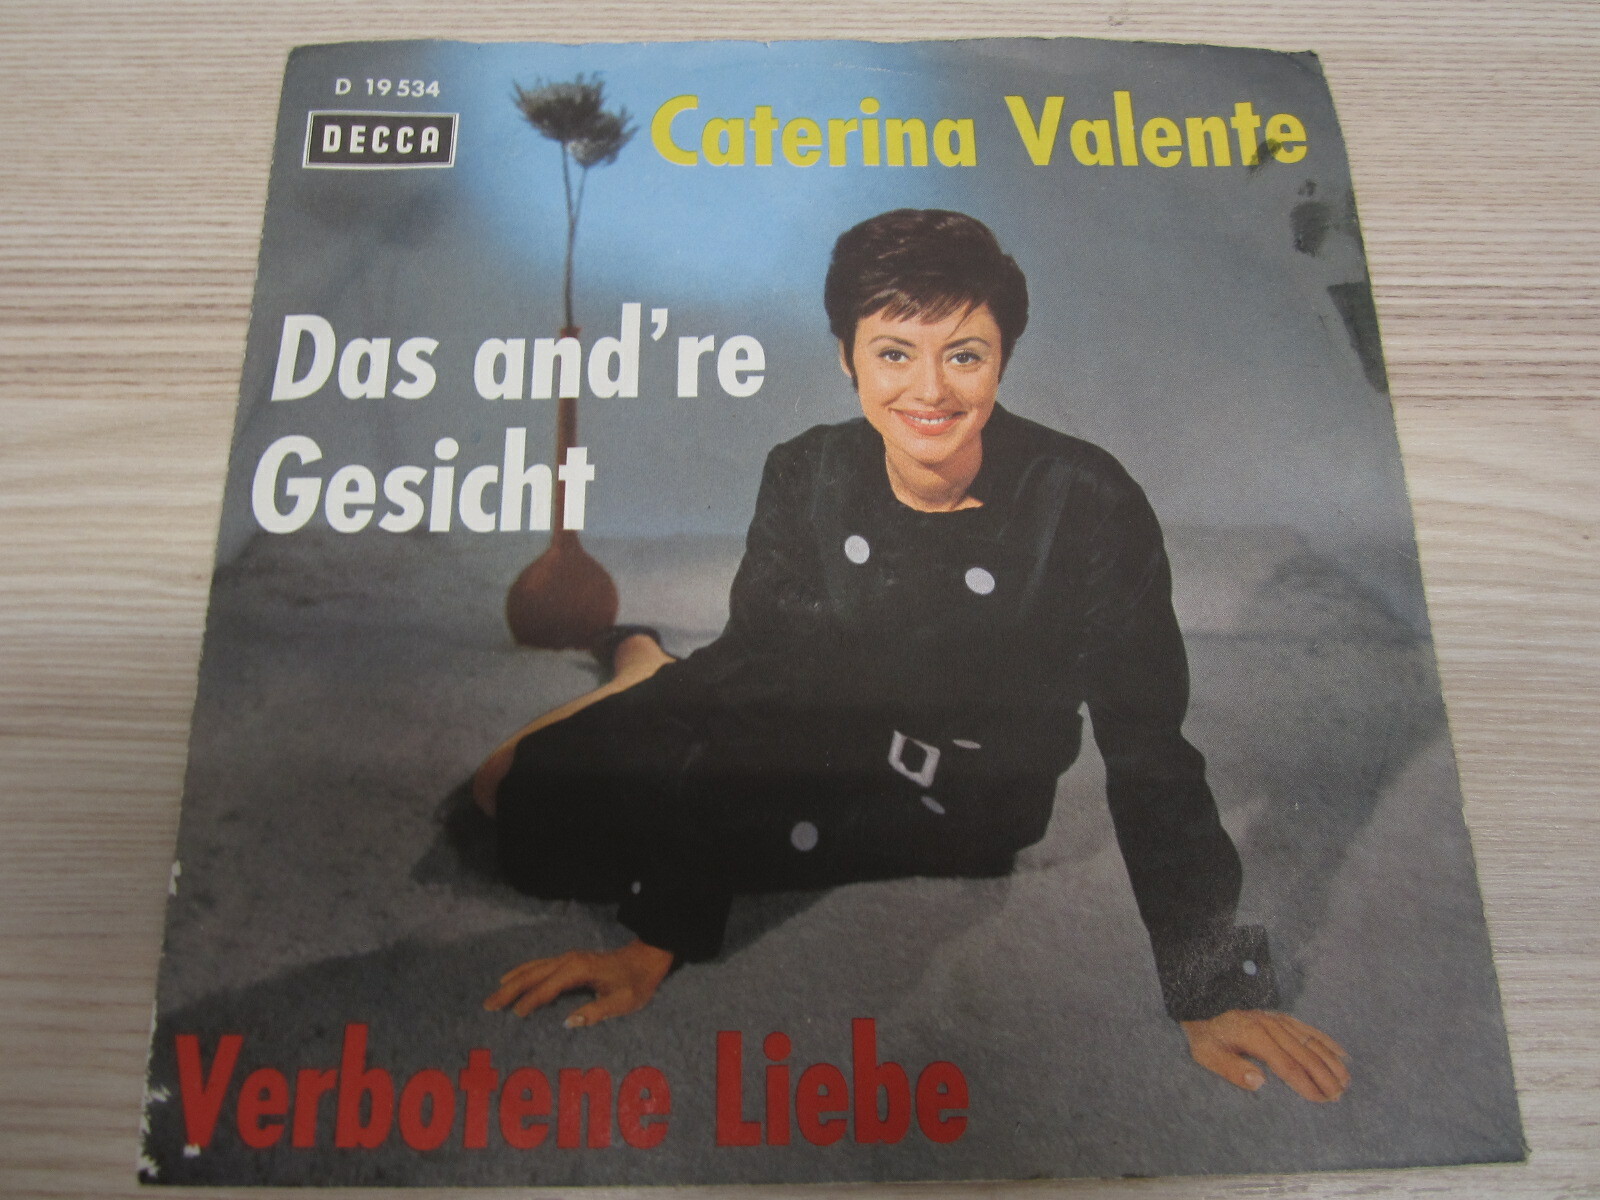 D 19 534
DECCA
Caterina Valente
Das and're
Gesicht
Verbotene Liebe